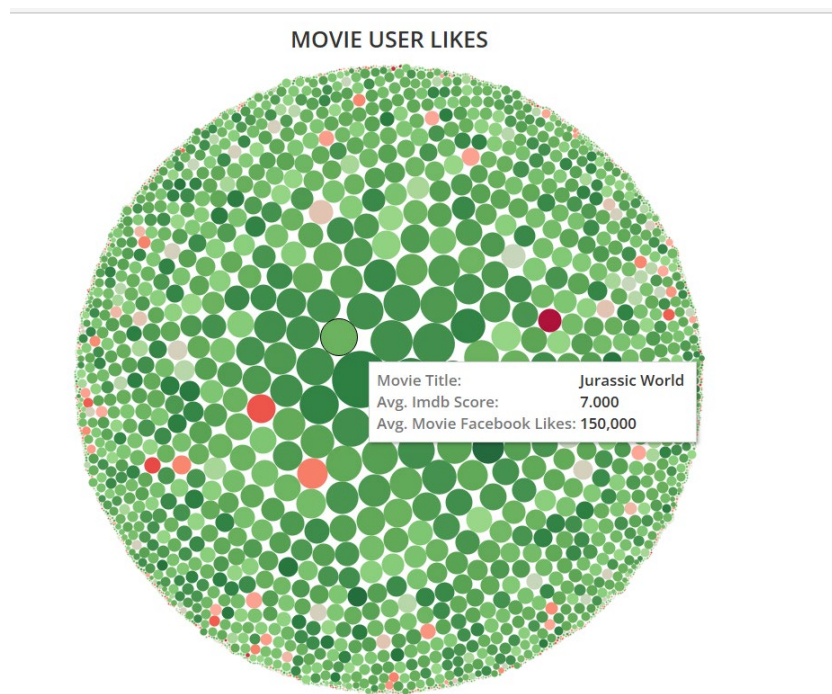 MOVIE USER LIKES
Movie Title: Jurassic World
Avg. Imdb Score: 7.000
Avg. Movie Facebook Likes: 150,000